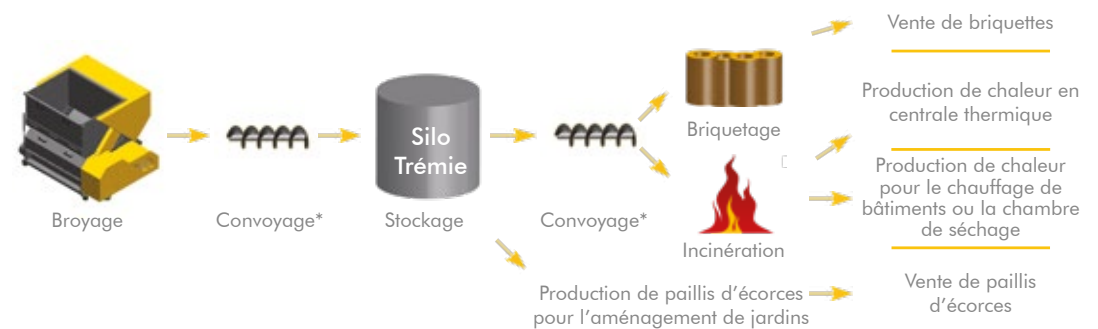 Vente de briquettes
Production de chaleur en
centrale thermique
Silo
Trémie
Briquetage
Production de chaleur
pour le chauffage de
bâtiments ou la chambre
de séchage
Broyage
Convoyage*
Stockage
Convoyage*
Incinération
Production de paillis d'écorces
pour l'aménagement de jardins
Vente de paillis
d'écorces